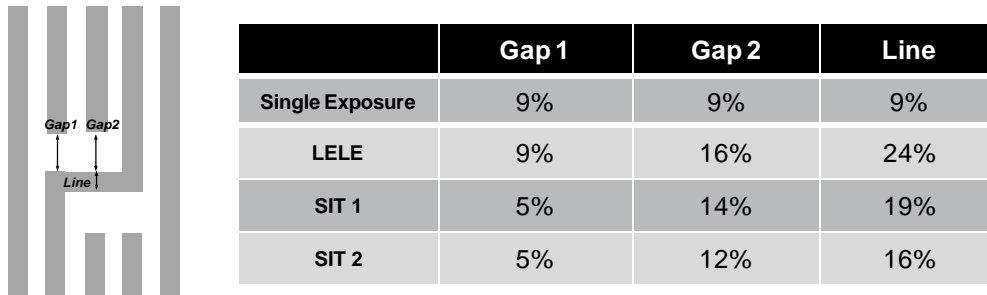 Gap1 Gap2
Line
Gap 1 Gap 2 Line
Single Exposure 9% 9% 9%
LELE 9% 16% 24%
SIT 1 5% 14% 19%
SIT 2 5% 12% 16%